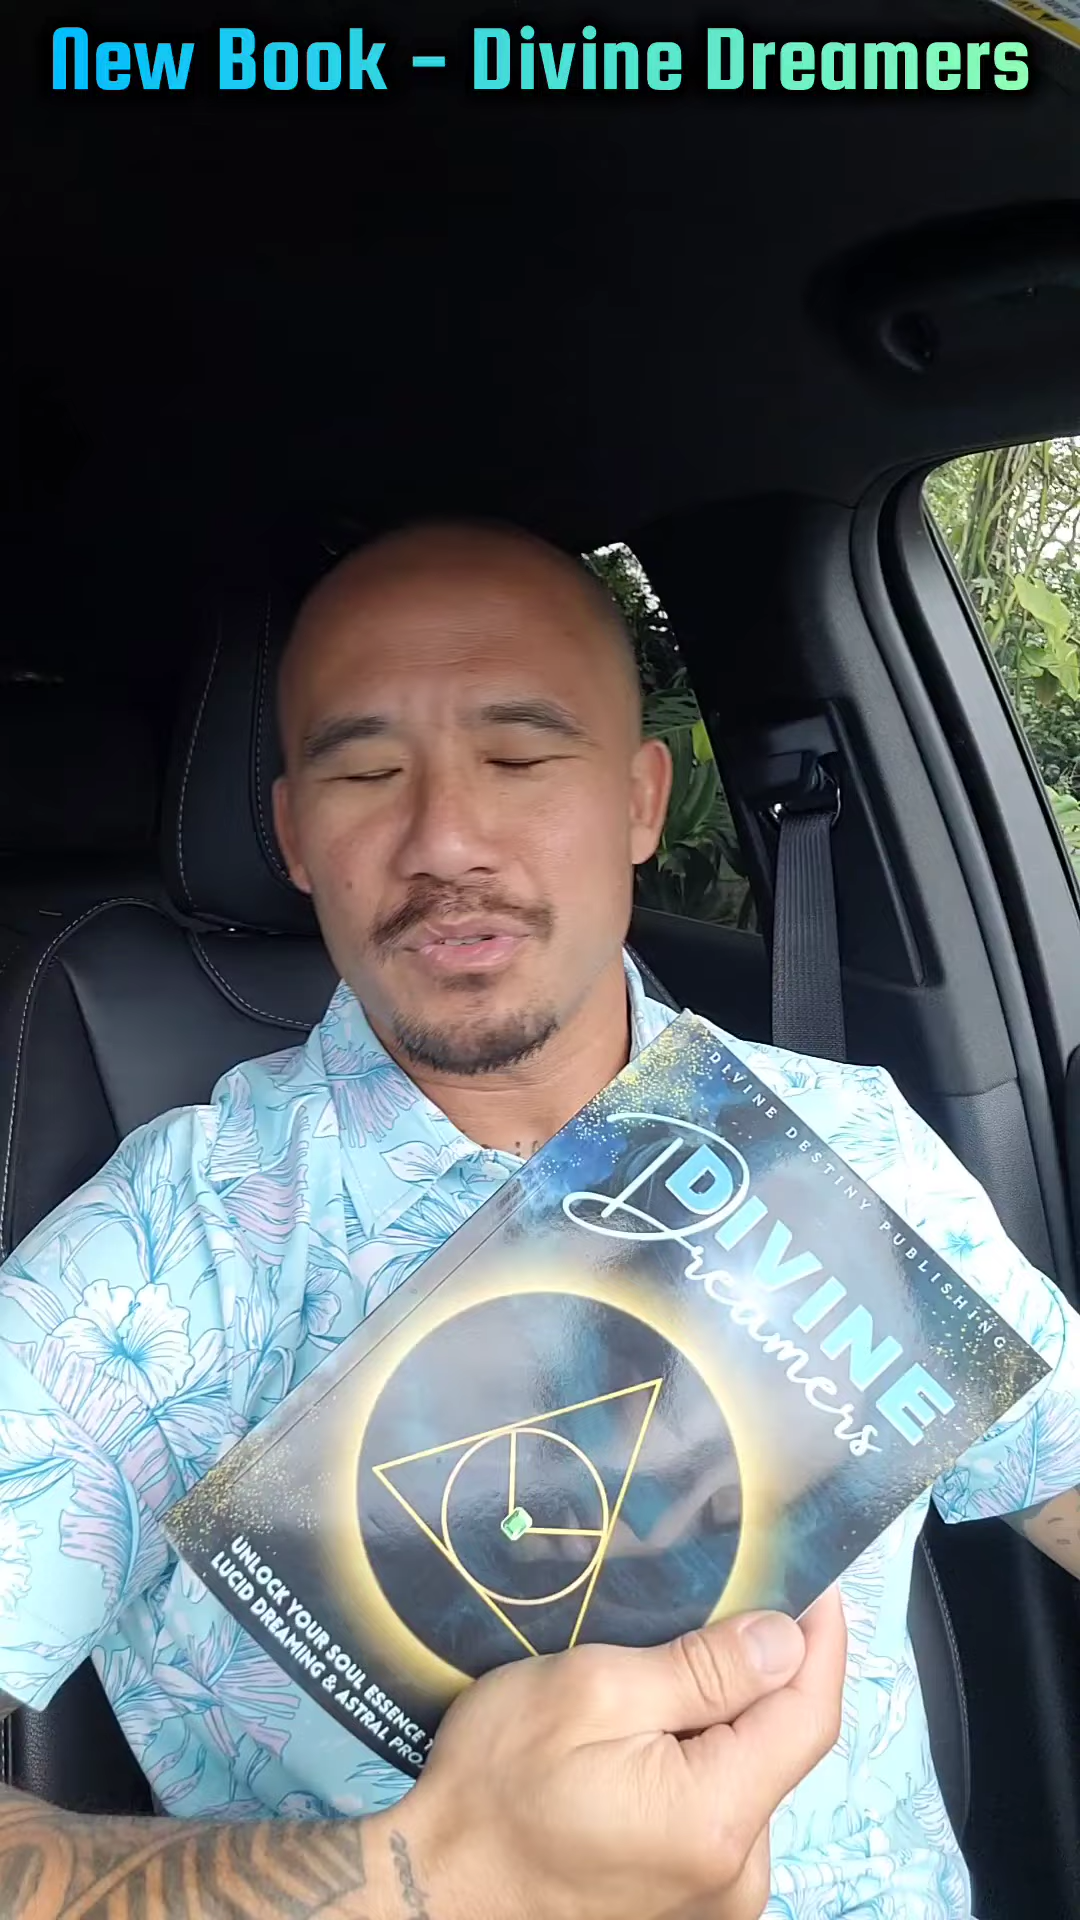 New Book - Divine Dreamers
DIVINE DESTINY PUBLISHING
DIVINE
Dreamers
UNLOCK YOUR SOUL ESSENCE
LUCID DREAMING & ASTRAL